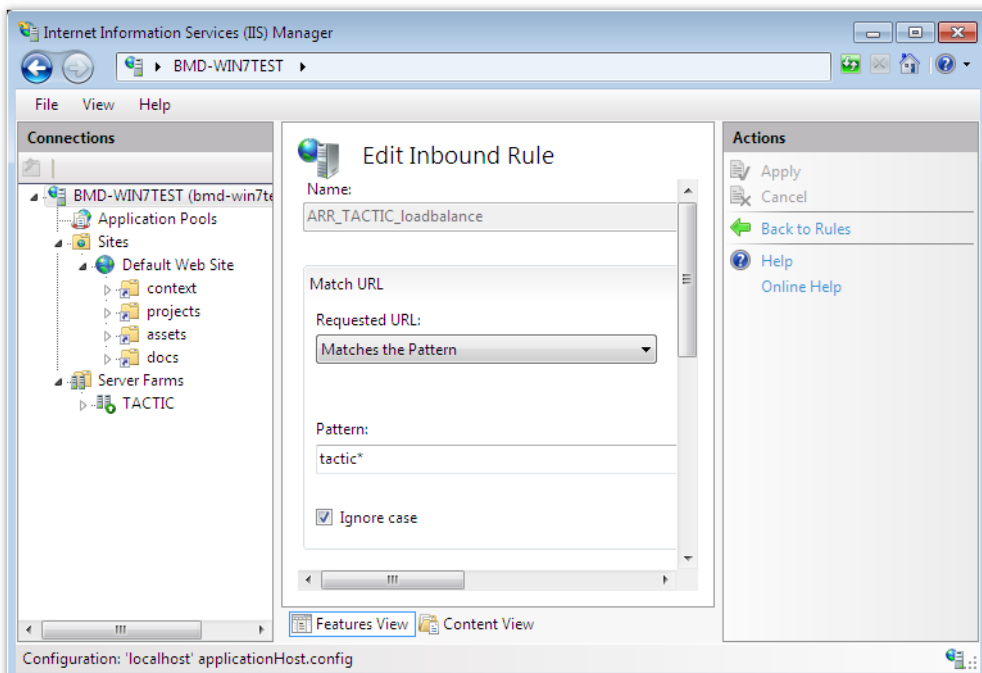 Internet Information Services (IIS) Manager
BMD-WIN7TEST
File View Help
Connections
BMD-WIN7TEST (bmd-win7te
Application Pools
Sites
Default Web Site
context
projects
assets
docs
Server Farms
TACTIC
Edit Inbound Rule
Name:
ARR_TACTIC_loadbalance
Match URL
Requested URL:
Matches the Pattern
Pattern:
tactic*
Ignore case
Features View Content View
Actions
Apply
Cancel
Back to Rules
Help
Online Help
Configuration: 'localhost' applicationHost.config